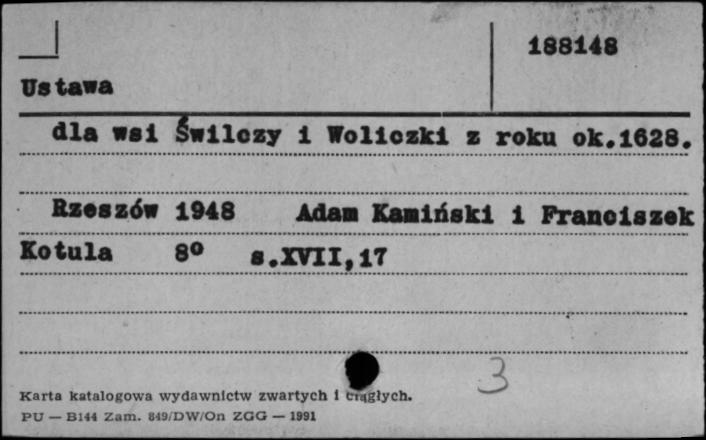 188148
Ustawa
dla wsi Świlczy i Woliczki z roku ok.1628.
Rzeszów 1948 Adam Kamiński i Franciszek
Kotula 8° s.XVII,17
3
Karta katalogowa wydawnictw zwartych i ciągłych.
PU — B144 Zam. 849/DW/On ZGG — 1991